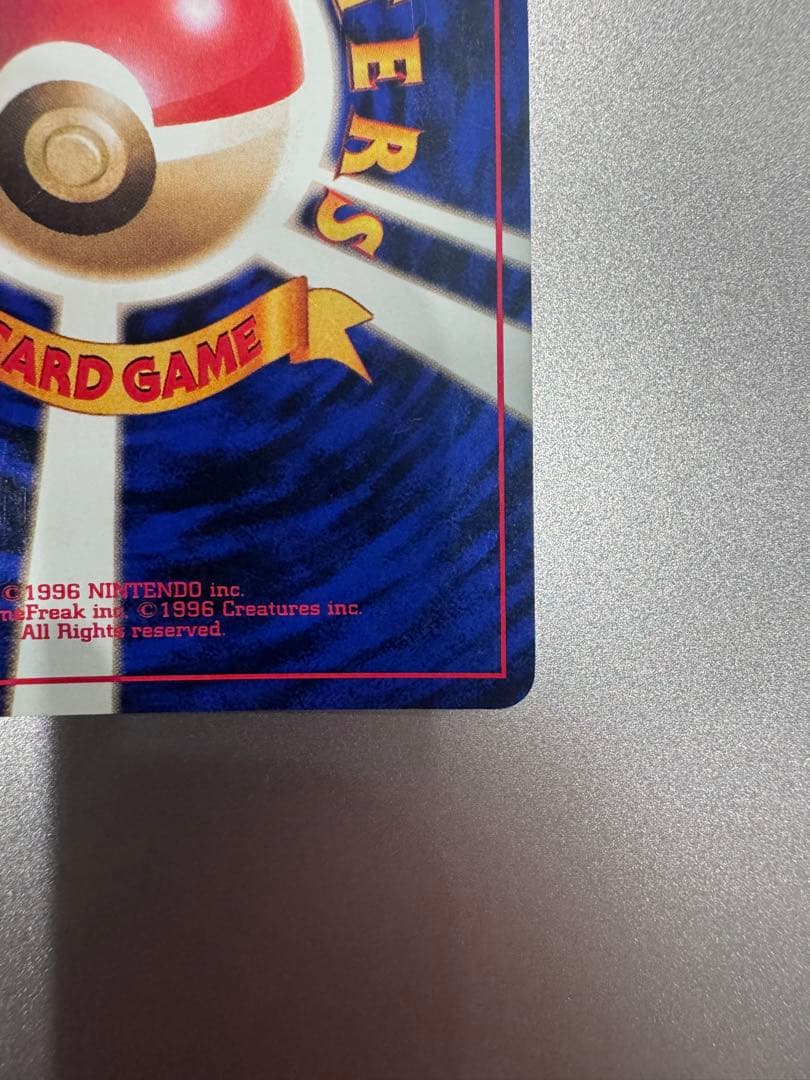 ERS
CARD GAME
©1996 NINTENDO inc.
meFreak inc. ©1996 Creatures inc.
All Rights reserved.